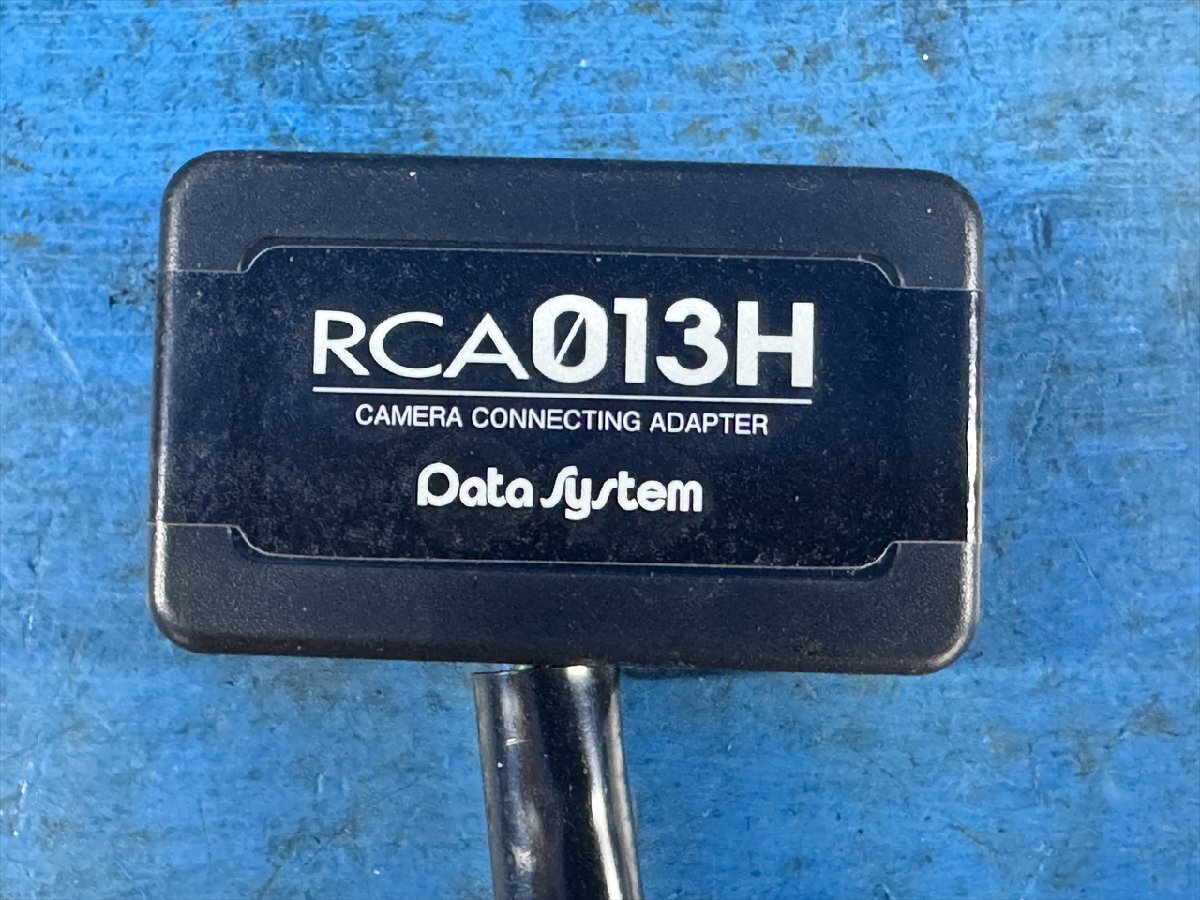 RCA013H
CAMERA CONNECTING ADAPTER
Data System